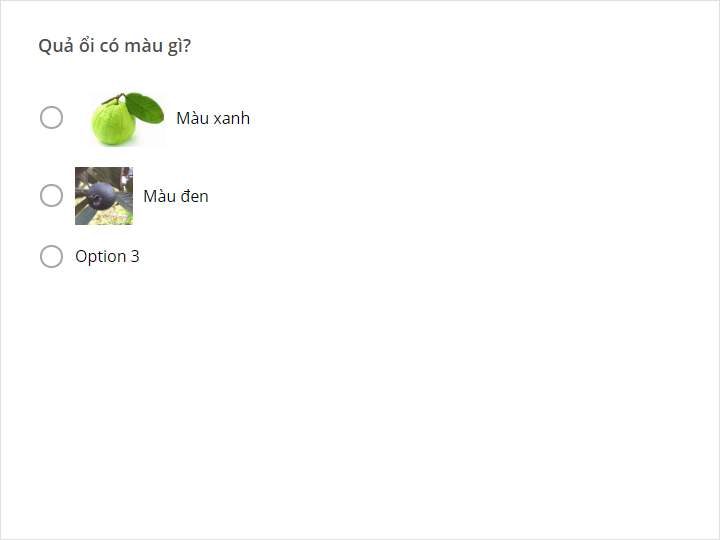 Quả ổi có màu gì?
Màu xanh
Màu đen
Option 3